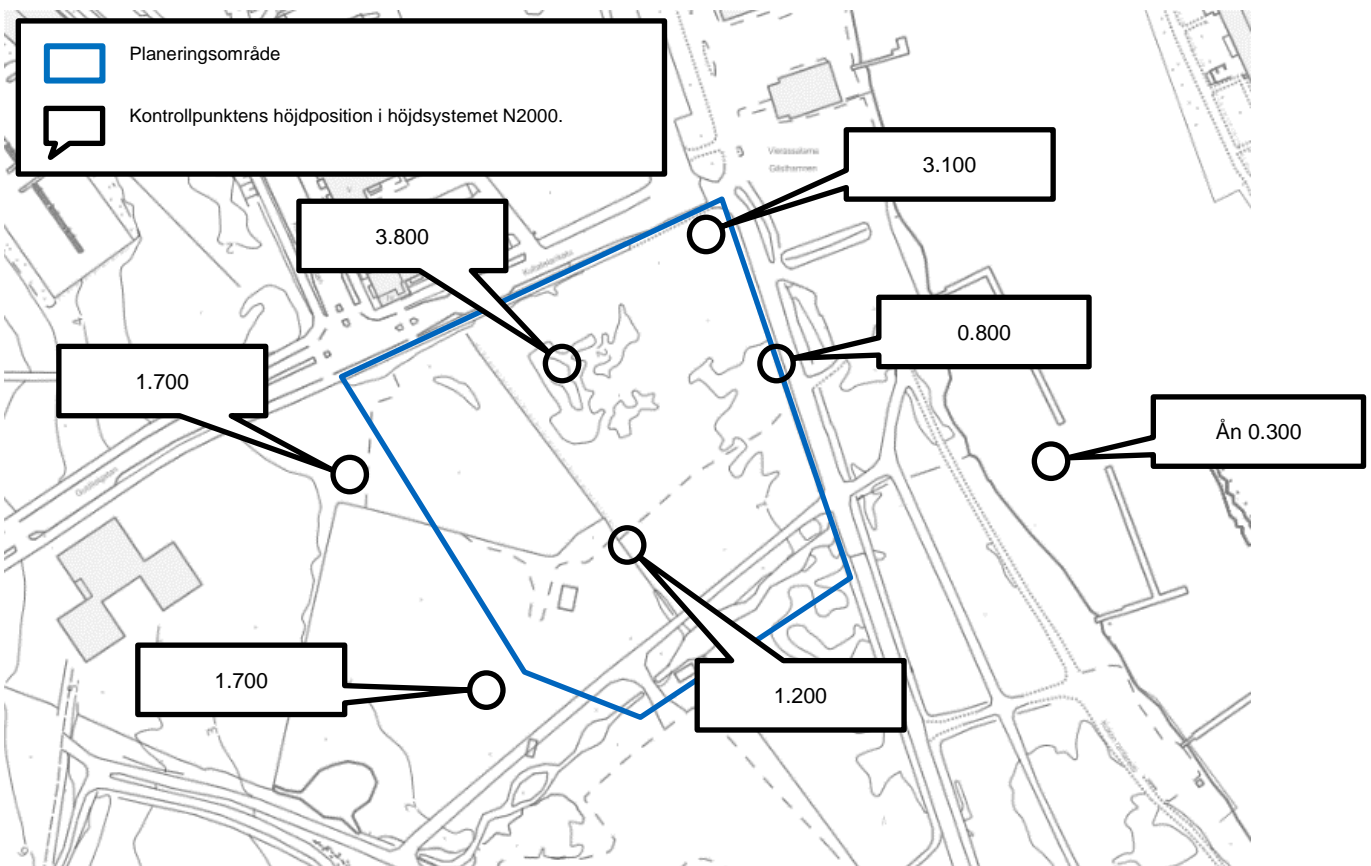 Planeringsområde
Kontrollpunktens höjdposition i höjdsystemet N2000.
Vierassatama
Gästhamnen
3.100
3.800
0.800
1.700
Ån 0.300
1.700
1.200